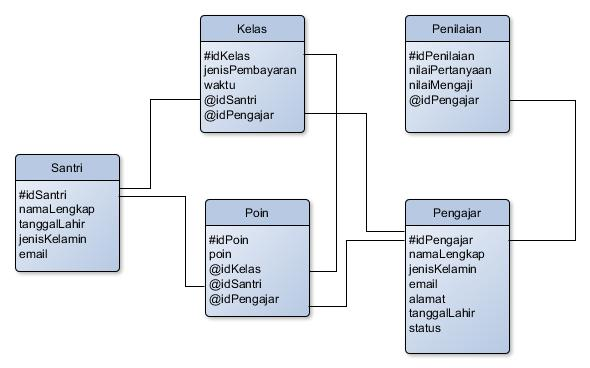 Kelas
#idKelas
jenisPembayaran
waktu
@idSantri
@idPengajar
Penilaian
#idPenilaian
nilaiPertanyaan
nilaiMengaji
@idPengajar
Santri
#idSantri
namaLengkap
tanggalLahir
jenisKelamin
email
Poin
#idPoin
poin
@idKelas
@idSantri
@idPengajar
Pengajar
#idPengajar
namaLengkap
jenisKelamin
email
alamat
tanggalLahir
status